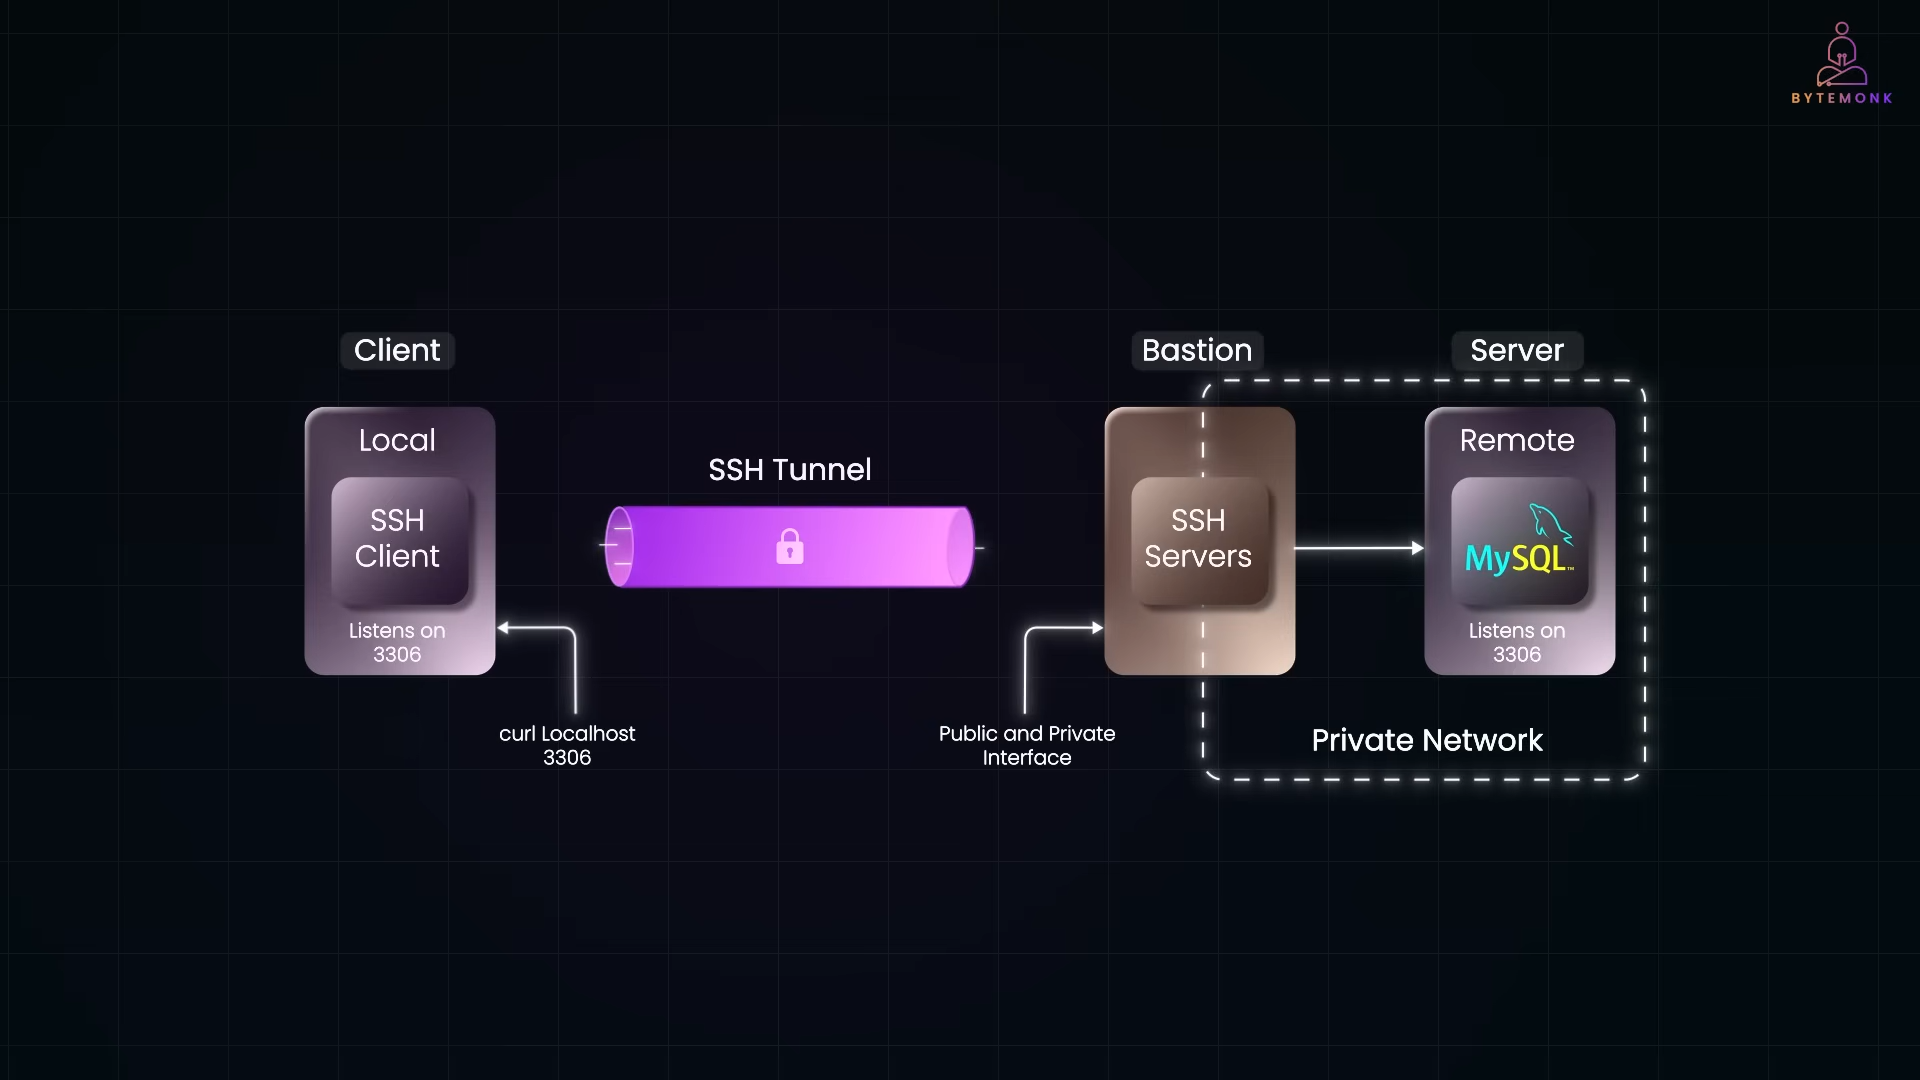 BYTEMONK
Client
Bastion
Server
Local
SSH
Client
Listens on
3306
SSH Tunnel
SSH
Servers
Remote
MySQL™
Listens on
3306
curl Localhost
3306
Public and Private
Interface
Private Network